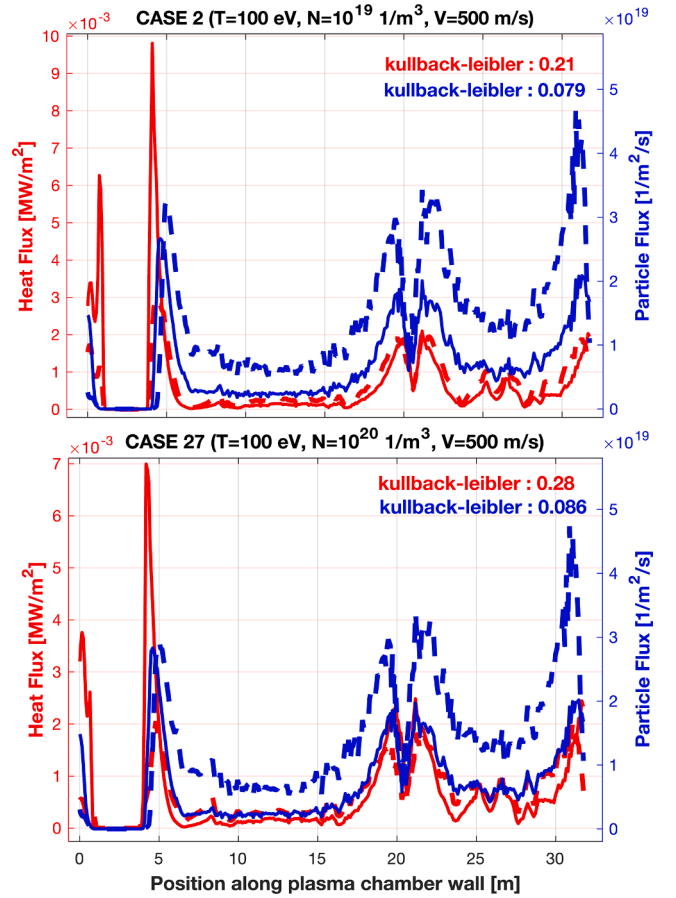 CASE 2 (T=100 eV, N=10¹⁹ 1/m³, V=500 m/s)
×10⁻³
×10¹⁹
kullback-leibler : 0.21
kullback-leibler : 0.079
10
9
8
7
6
5
4
3
2
1
0
Heat Flux [MW/m²]
5
4
3
2
1
0
Particle Flux [1/m²/s]
CASE 27 (T=100 eV, N=10²⁰ 1/m³, V=500 m/s)
×10⁻³
×10¹⁹
kullback-leibler : 0.28
kullback-leibler : 0.086
7
6
5
4
3
2
1
0
Heat Flux [MW/m²]
5
4
3
2
1
0
Particle Flux [1/m²/s]
0 5 10 15 20 25 30
Position along plasma chamber wall [m]